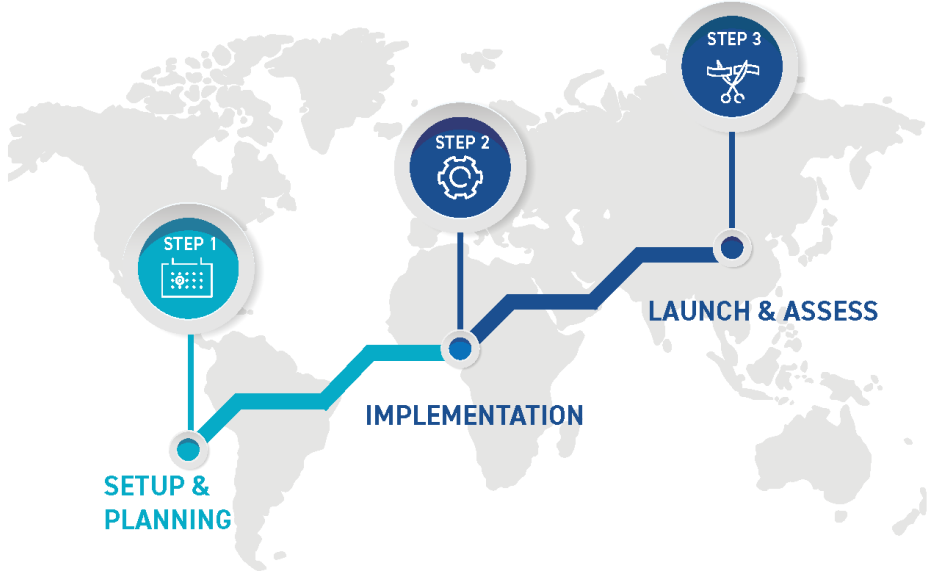 STEP 1
SETUP &
PLANNING
STEP 2
IMPLEMENTATION
STEP 3
LAUNCH & ASSESS